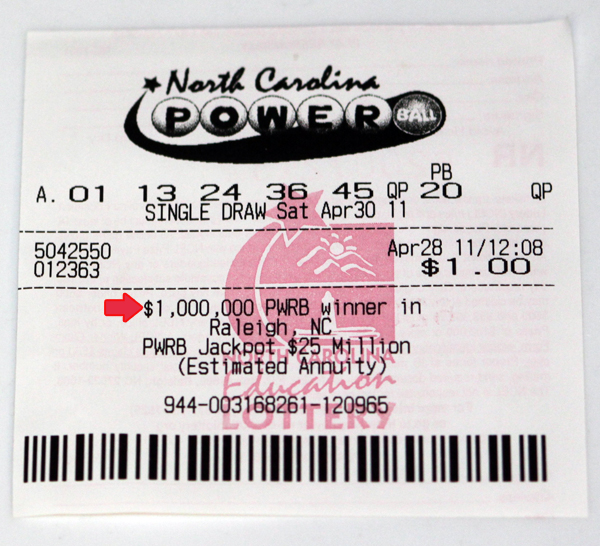 North Carolina
POWER BALL
PB
A. 01 13 24 36 45 QP 20 QP
SINGLE DRAW Sat Apr30 11
5042550 Apr28 11/12:08
012363 $1.00
$1,000,000 PWRB winner in
Raleigh, NC
PWRB Jackpot $25 Million
(Estimated Annuity)
NORTH CAROLINA
Education
LOTTERY
944-003168261-120965